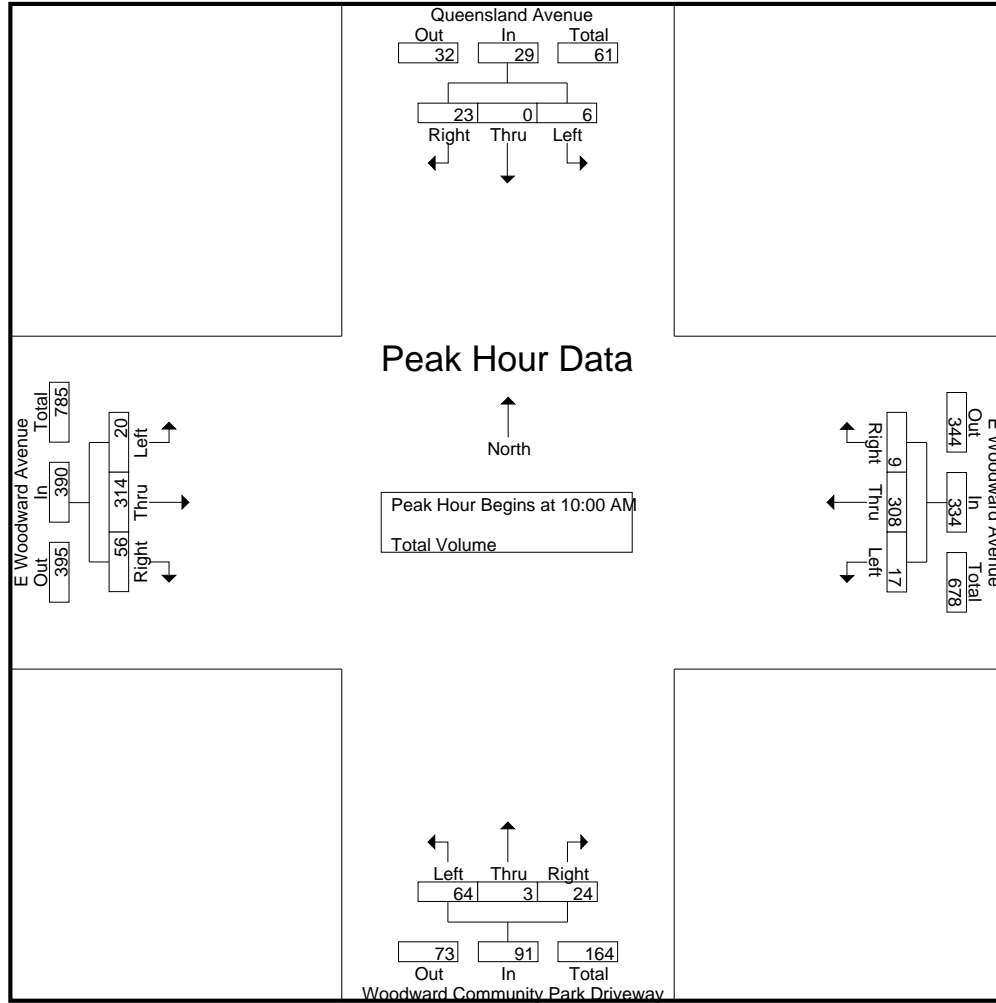 Queensland Avenue
Out In Total
32 29 61
23 0 6
Right Thru Left
Peak Hour Data
North
Peak Hour Begins at 10:00 AM
Total Volume
E Woodward Avenue
Out In Total
395 390 785
56 314 20
Right Thru Left
E Woodward Avenue
Out In Total
344 334 678
9 308 17
Right Thru Left
Left Thru Right
64 3 24
73 91 164
Out In Total
Woodward Community Park Driveway